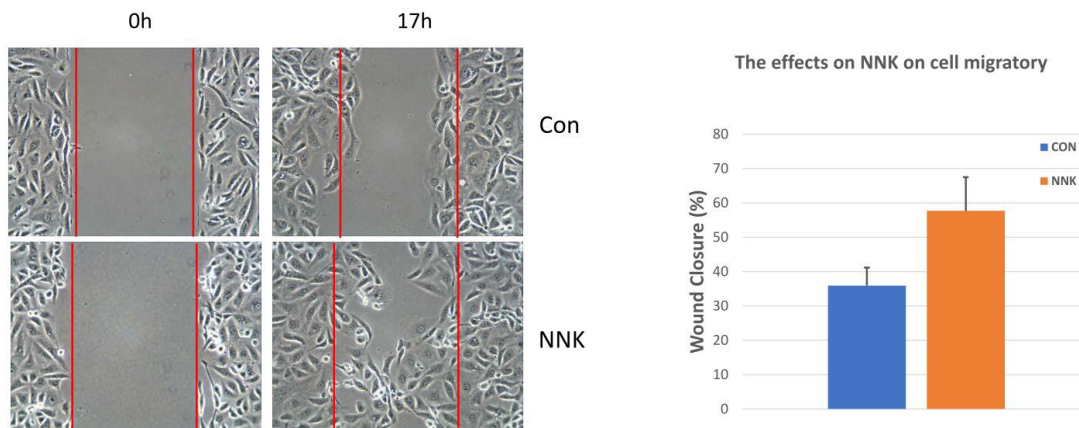 0h
17h
Con
NNK
The effects on NNK on cell migratory
Wound Closure (%)
80
70
60
50
40
30
20
10
0
CON
NNK